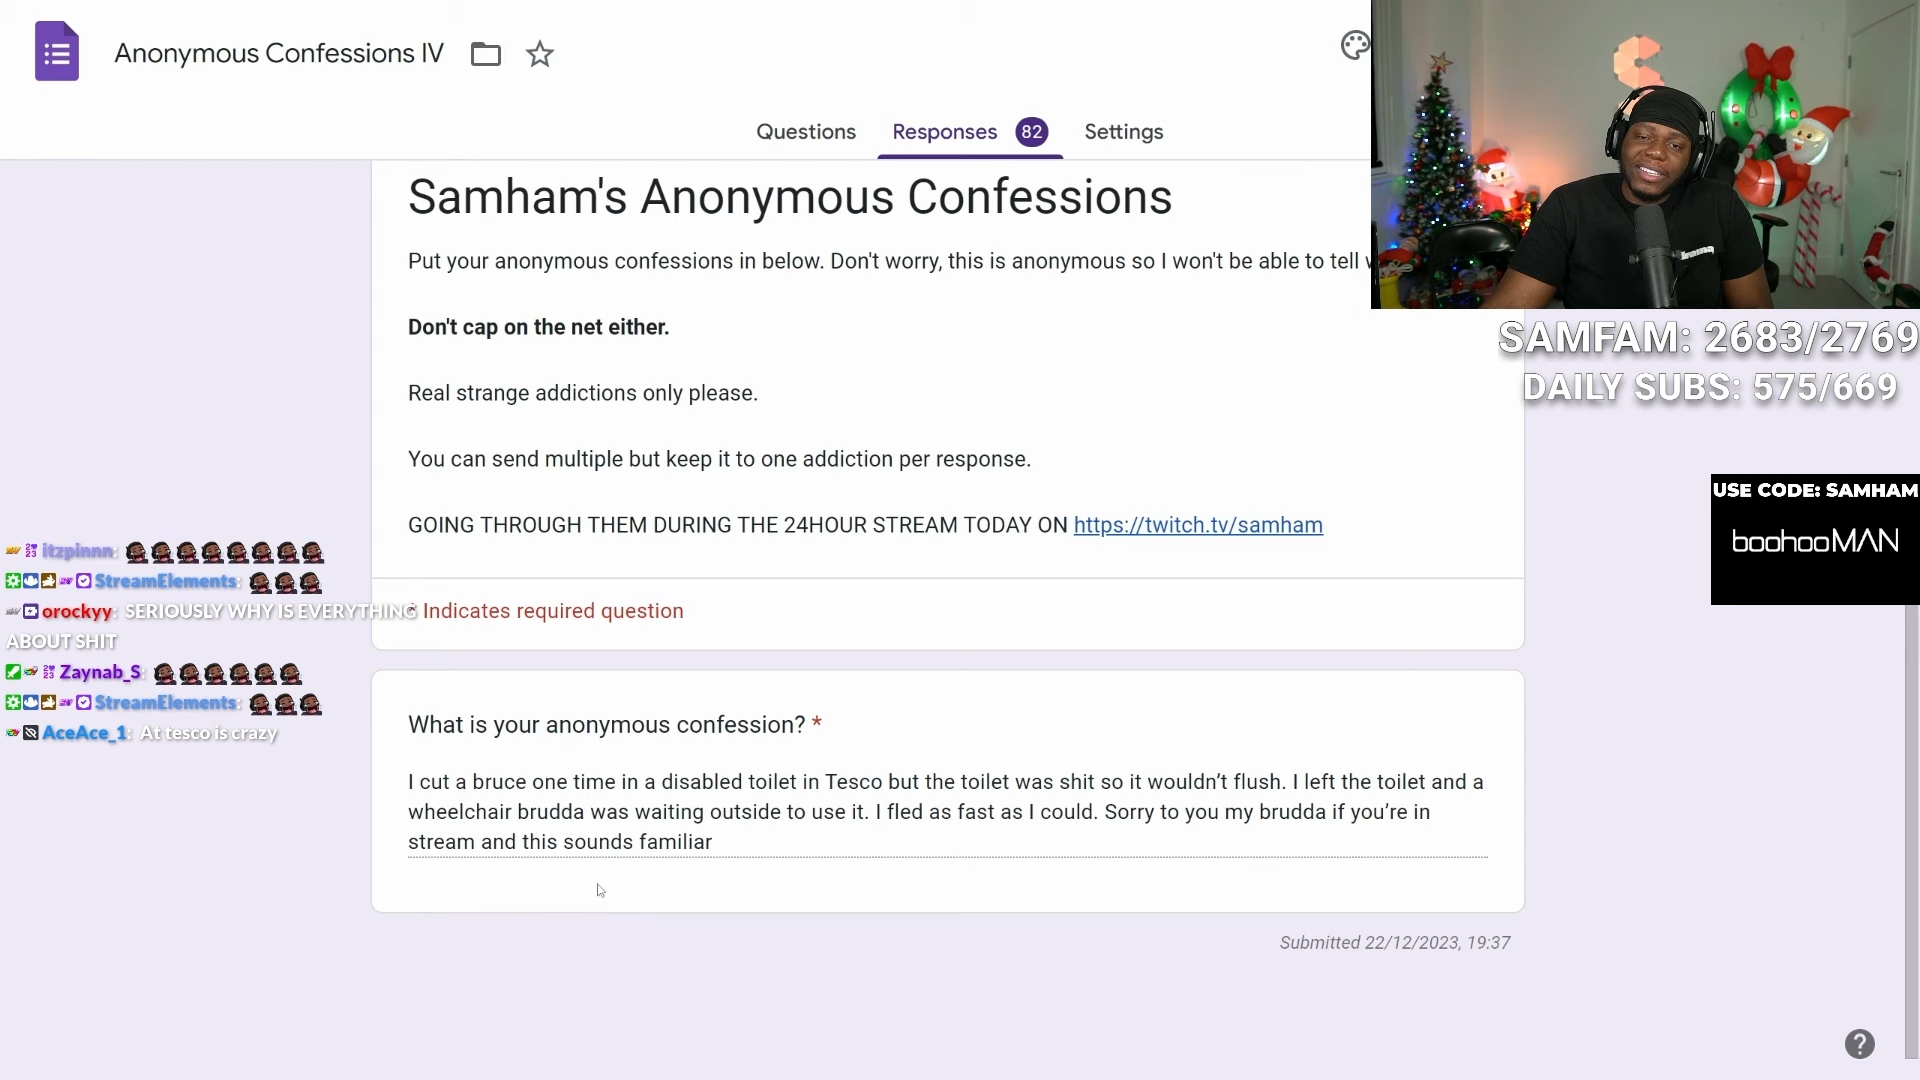 Anonymous Confessions IV
Questions
Responses 82
Settings
Samham's Anonymous Confessions
Put your anonymous confessions in below. Don't worry, this is anonymous so I won't be able to tell
Don't cap on the net either.
Real strange addictions only please.
You can send multiple but keep it to one addiction per response.
GOING THROUGH THEM DURING THE 24HOUR STREAM TODAY ON https://twitch.tv/samham
* Indicates required question
What is your anonymous confession? *
I cut a bruce one time in a disabled toilet in Tesco but the toilet was shit so it wouldn’t flush. I left the toilet and a
wheelchair brudda was waiting outside to use it. I fled as fast as I could. Sorry to you my brudda if you’re in
stream and this sounds familiar
Submitted 22/12/2023, 19:37
itzpinnn:
StreamElements:
orockyy: SERIOUSLY WHY IS EVERYTHING
ABOUT SHIT
Zaynab_S:
StreamElements:
AceAce_1: At tesco is crazy
SAMFAM: 2683/2769
DAILY SUBS: 575/669
USE CODE: SAMHAM
boohooMAN